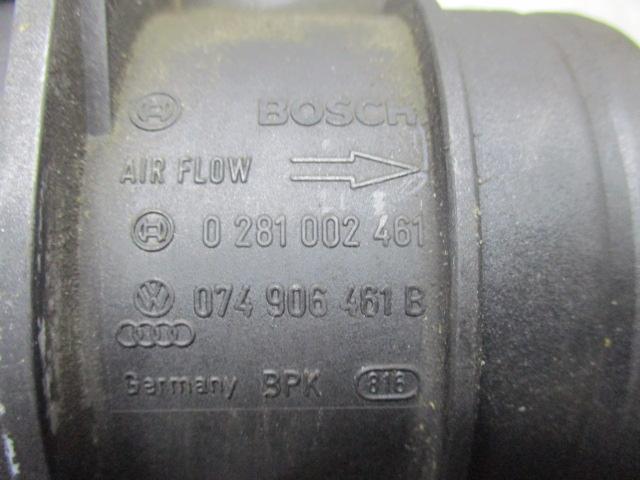 BOSCH
AIR FLOW
0 281 002 461
074 906 461 B
Germany BPK 816